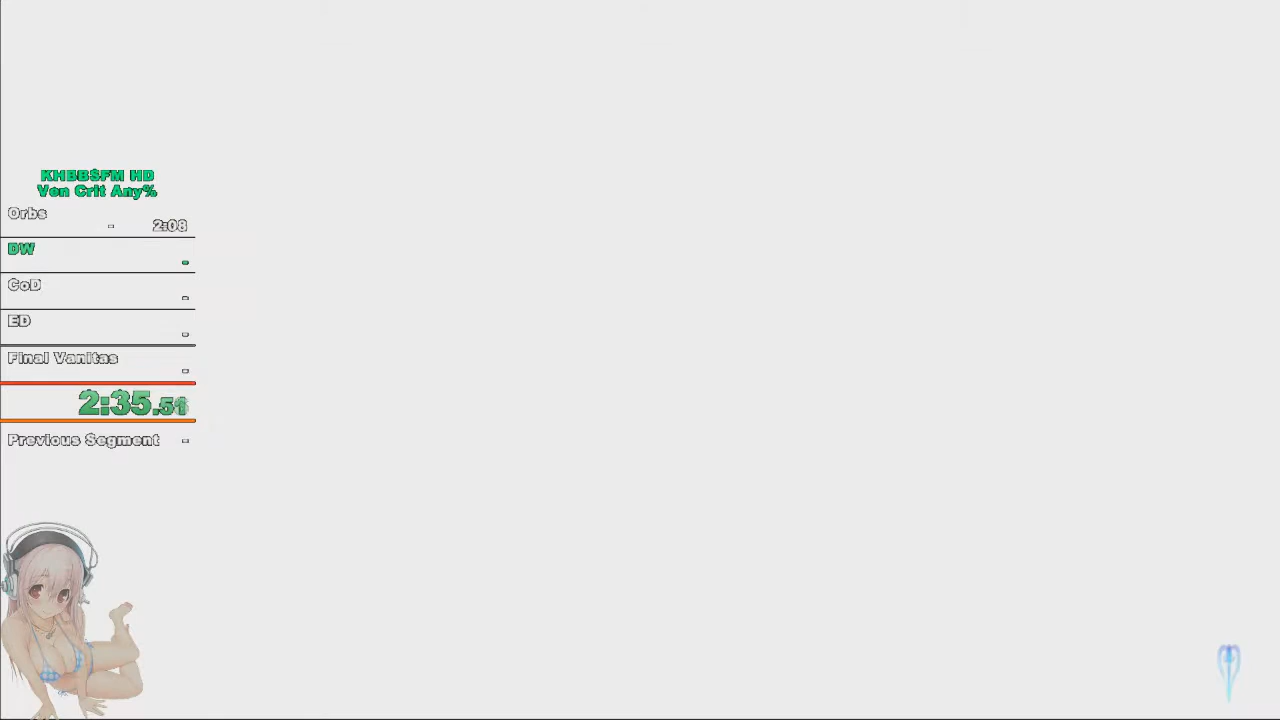 KHBBSFM HD
Ven Crit Any%
Orbs
- 2:08
DW
-
CoD
-
ED
-
Final Vanitas
-
2:35.51
Previous Segment -